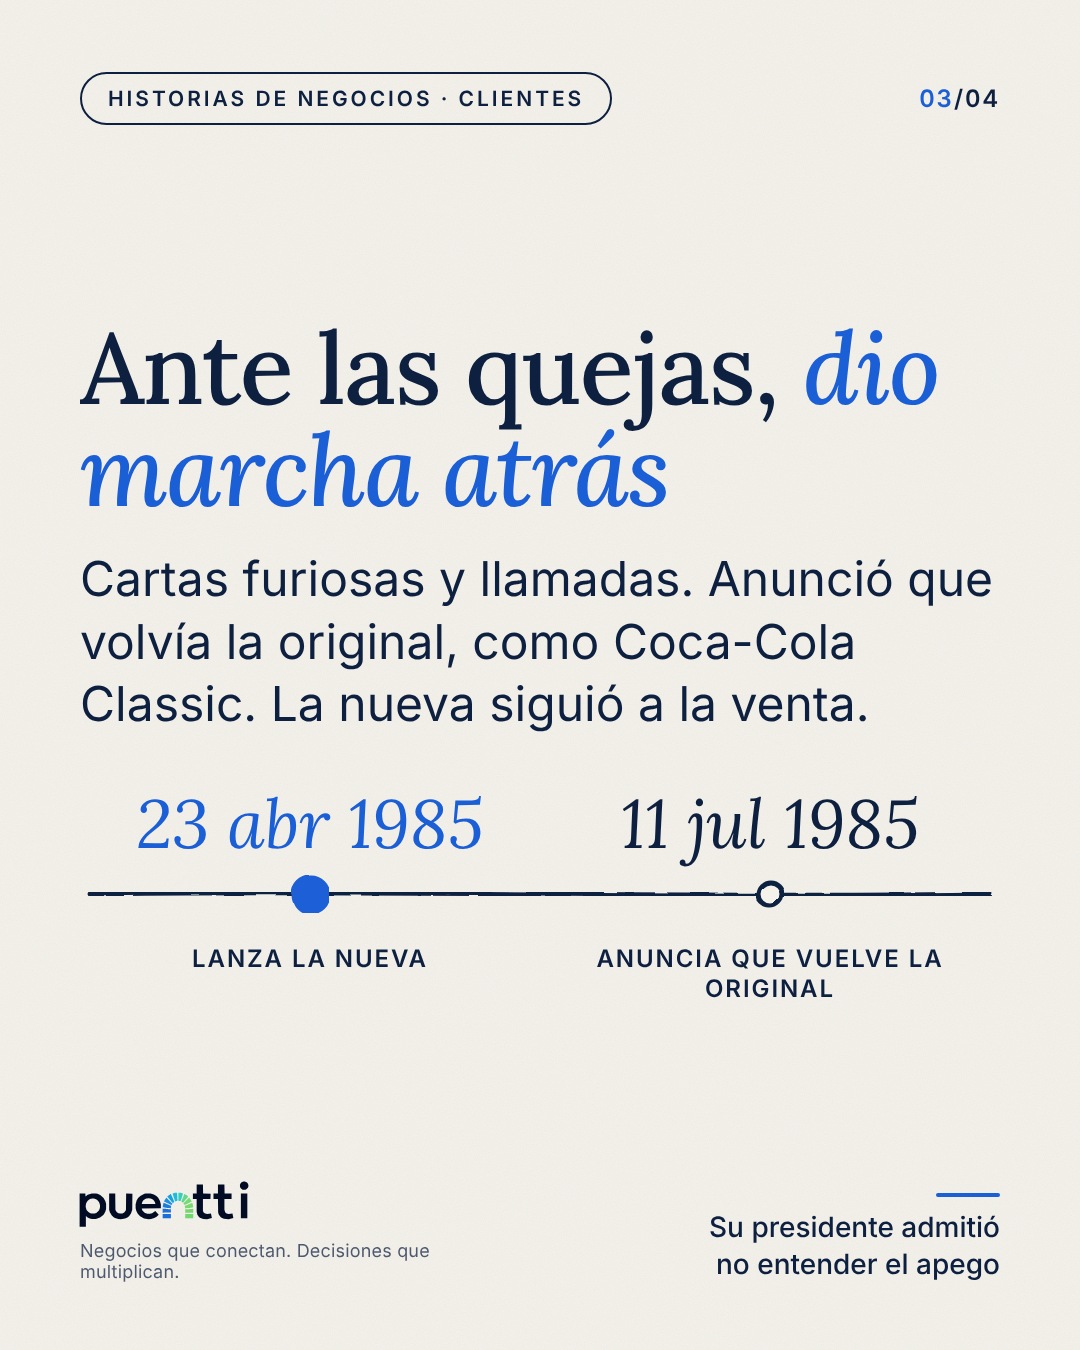 HISTORIAS DE NEGOCIOS · CLIENTES
03/04
Ante las quejas, dio
marcha atrás
Cartas furiosas y llamadas. Anunció que
volvía la original, como Coca-Cola
Classic. La nueva siguió a la venta.
23 abr 1985
11 jul 1985
LANZA LA NUEVA
ANUNCIA QUE VUELVE LA
ORIGINAL
puentti
Negocios que conectan. Decisiones que
multiplican.
Su presidente admitió
no entender el apego